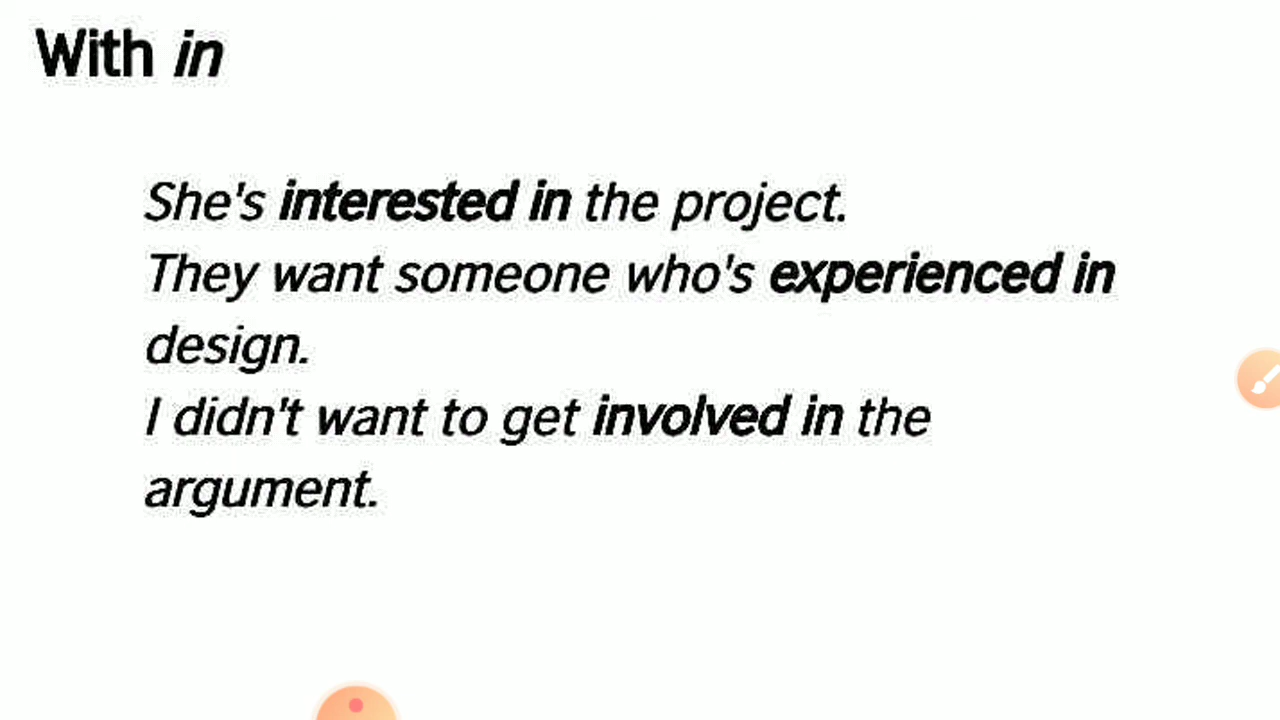 With in
She's interested in the project.
They want someone who's experienced in
design.
I didn't want to get involved in the
argument.